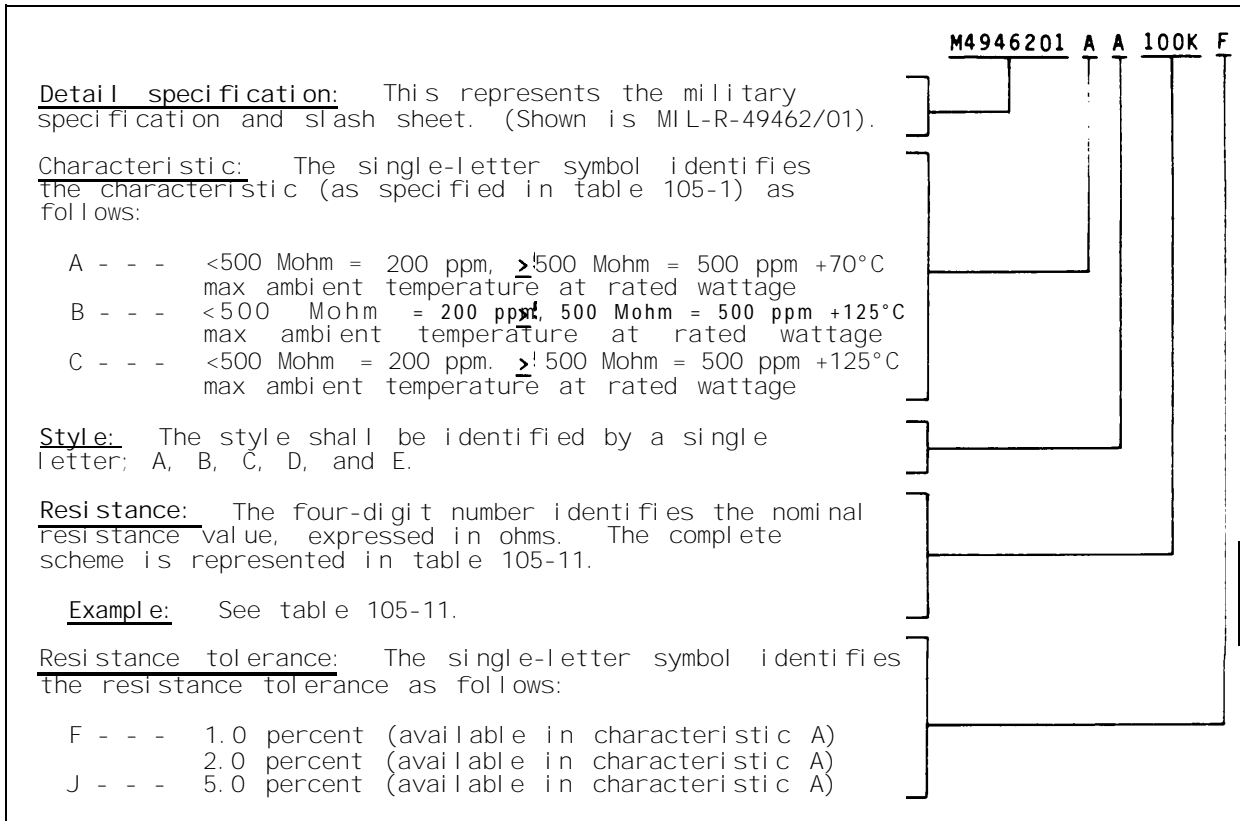 M4946201 A A 100K F
Detail specification: This represents the military
specification and slash sheet. (Shown is MIL-R-49462/01).
Characteristic: The single-letter symbol identifies
the characteristic (as specified in table 105-1) as
follows:
A - - - <500 Mohm = 200 ppm, ≥500 Mohm = 500 ppm +70°C
max ambient temperature at rated wattage
B - - - <500 Mohm = 200 ppm, ≥ 500 Mohm = 500 ppm +125°C
max ambient temperature at rated wattage
C - - - <500 Mohm = 200 ppm. ≥ 500 Mohm = 500 ppm +125°C
max ambient temperature at rated wattage
Style: The style shall be identified by a single
letter; A, B, C, D, and E.
Resistance: The four-digit number identifies the nominal
resistance value, expressed in ohms. The complete
scheme is represented in table 105-11.
Example: See table 105-11.
Resistance tolerance: The single-letter symbol identifies
the resistance tolerance as follows:
F - - - 1.0 percent (available in characteristic A)
2.0 percent (available in characteristic A)
J - - - 5.0 percent (available in characteristic A)